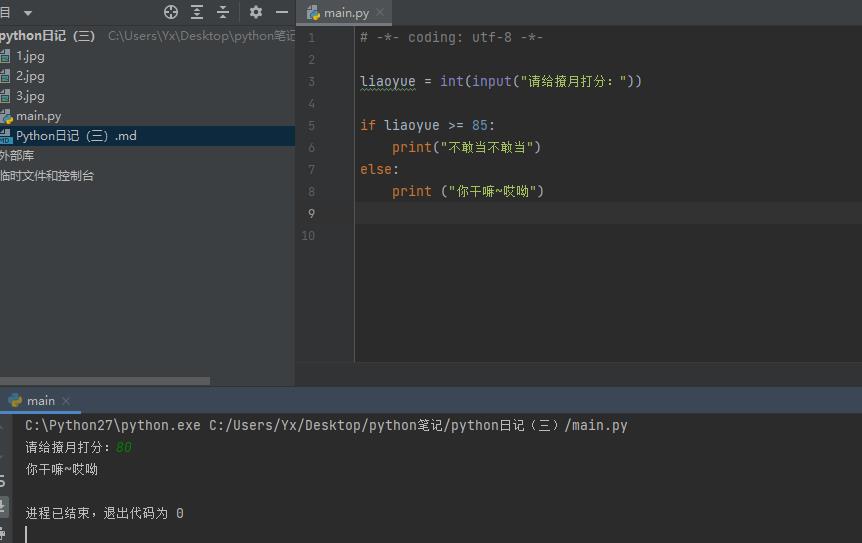 目
main.py
python日记（三） C:\Users\Yx\Desktop\python笔记
1.jpg
2.jpg
3.jpg
main.py
Python日记（三）.md
外部库
临时文件和控制台
1 # -*- coding: utf-8 -*-
2
3 liaoyue = int(input("请给撩月打分："))
4
5 if liaoyue >= 85:
6 print("不敢当不敢当")
7 else:
8 print ("你干嘛~哎呦")
9
10
main
C:\Python27\python.exe C:/Users/Yx/Desktop/python笔记/python日记（三）/main.py
请给撩月打分：80
你干嘛~哎呦
进程已结束，退出代码为 0